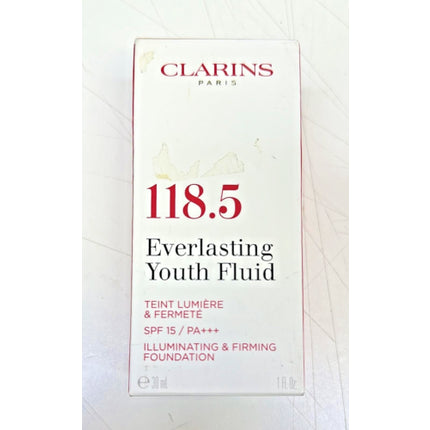 CLARINS
PARIS
118.5
Everlasting
Youth Fluid
TEINT LUMIÈRE
& FERMETÉ
SPF 15 / PA+++
ILLUMINATING & FIRMING
FOUNDATION
℮ 30 ml 1 fl. Oz.